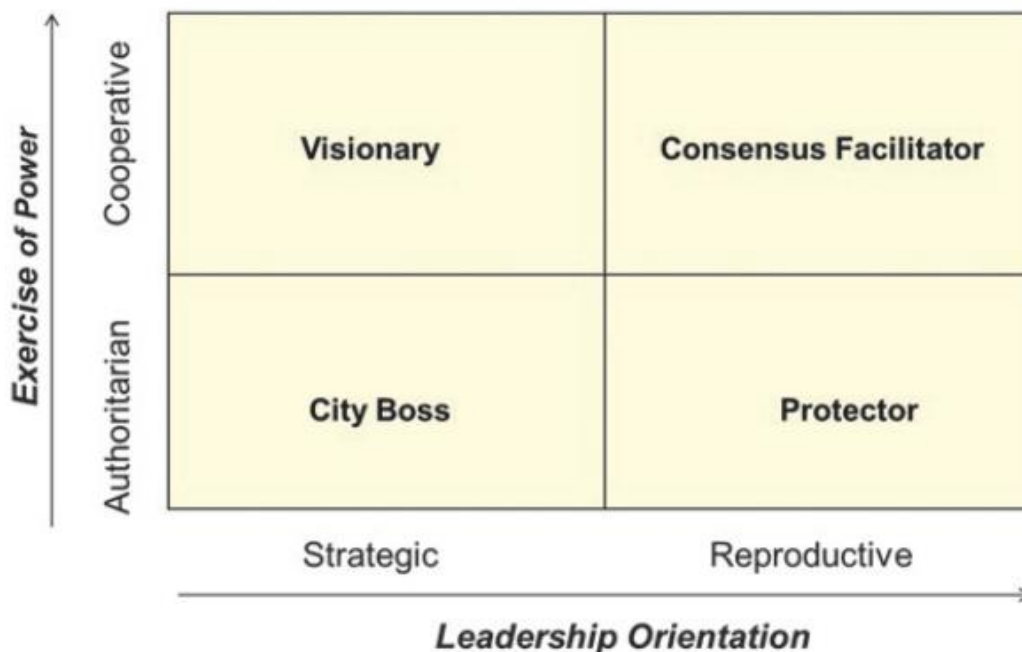 Exercise of Power
Cooperative
Visionary
Consensus Facilitator
Authoritarian
City Boss
Protector
Strategic
Reproductive
Leadership Orientation